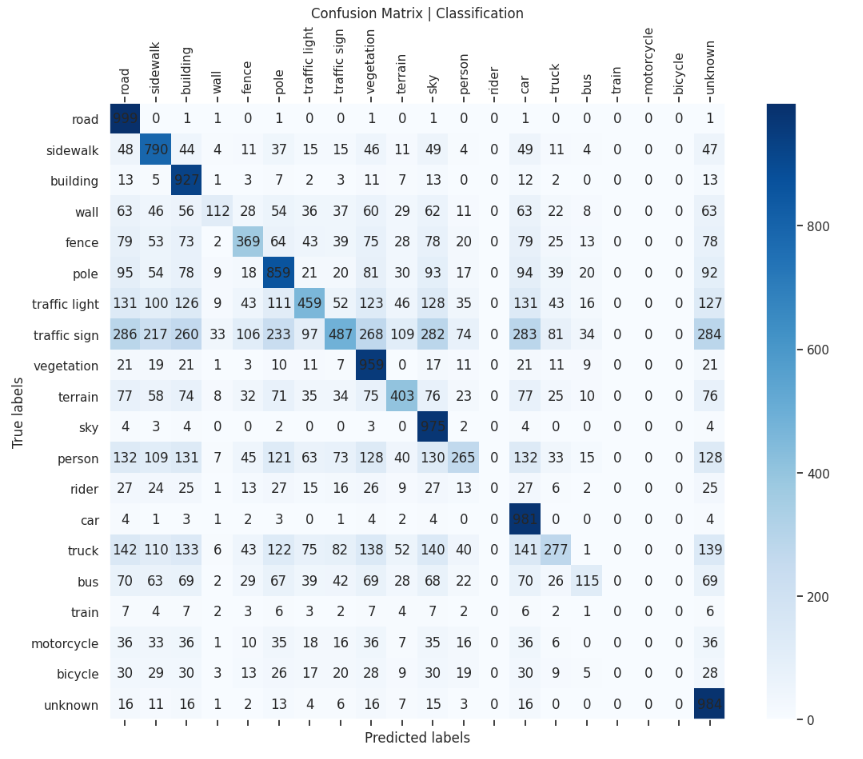 Confusion Matrix | Classification
road sidewalk building wall fence pole traffic light traffic sign vegetation terrain sky person rider car truck bus train motorcycle bicycle unknown
road 0 1 1 0 1 0 0 1 0 1 0 0 1 0 0 0 0 0 1
sidewalk 48 790 44 4 11 37 15 15 46 11 49 4 0 49 11 4 0 0 0 47
building 13 5 927 1 3 7 2 3 11 7 13 0 0 12 2 0 0 0 0 13
800
wall 63 46 56 112 28 54 36 37 60 29 62 11 0 63 22 8 0 0 0 63
fence 79 53 73 2 369 64 43 39 75 28 78 20 0 79 25 13 0 0 0 78
pole 95 54 78 9 18 859 21 20 81 30 93 17 0 94 39 20 0 0 0 92
traffic light 131 100 126 9 43 111 459 52 123 46 128 35 0 131 43 16 0 0 0 127
traffic sign 286 217 260 33 106 233 97 487 268 109 282 74 0 283 81 34 0 0 0 284
600
vegetation 21 19 21 1 3 10 11 7 959 0 17 11 0 21 11 9 0 0 0 21
True labels
terrain 77 58 74 8 32 71 35 34 75 403 76 23 0 77 25 10 0 0 0 76
sky 4 3 4 0 0 2 0 0 3 0 975 2 0 4 0 0 0 0 0 4
400
person 132 109 131 7 45 121 63 73 128 40 130 265 0 132 33 15 0 0 0 128
rider 27 24 25 1 13 27 15 16 26 9 27 13 0 27 6 2 0 0 0 25
car 4 1 3 1 2 3 0 1 4 2 4 0 0 981 0 0 0 0 0 4
truck 142 110 133 6 43 122 75 82 138 52 140 40 0 141 277 1 0 0 0 139
200
bus 70 63 69 2 29 67 39 42 69 28 68 22 0 70 26 115 0 0 0 69
train 7 4 7 2 3 6 3 2 7 4 7 2 0 6 2 1 0 0 0 6
motorcycle 36 33 36 1 10 35 18 16 36 7 35 16 0 36 6 0 0 0 0 36
bicycle 30 29 30 3 13 26 17 20 28 9 30 19 0 30 9 5 0 0 0 28
unknown 16 11 16 1 2 13 4 6 16 7 15 3 0 16 0 0 0 0 0 984
0
Predicted labels